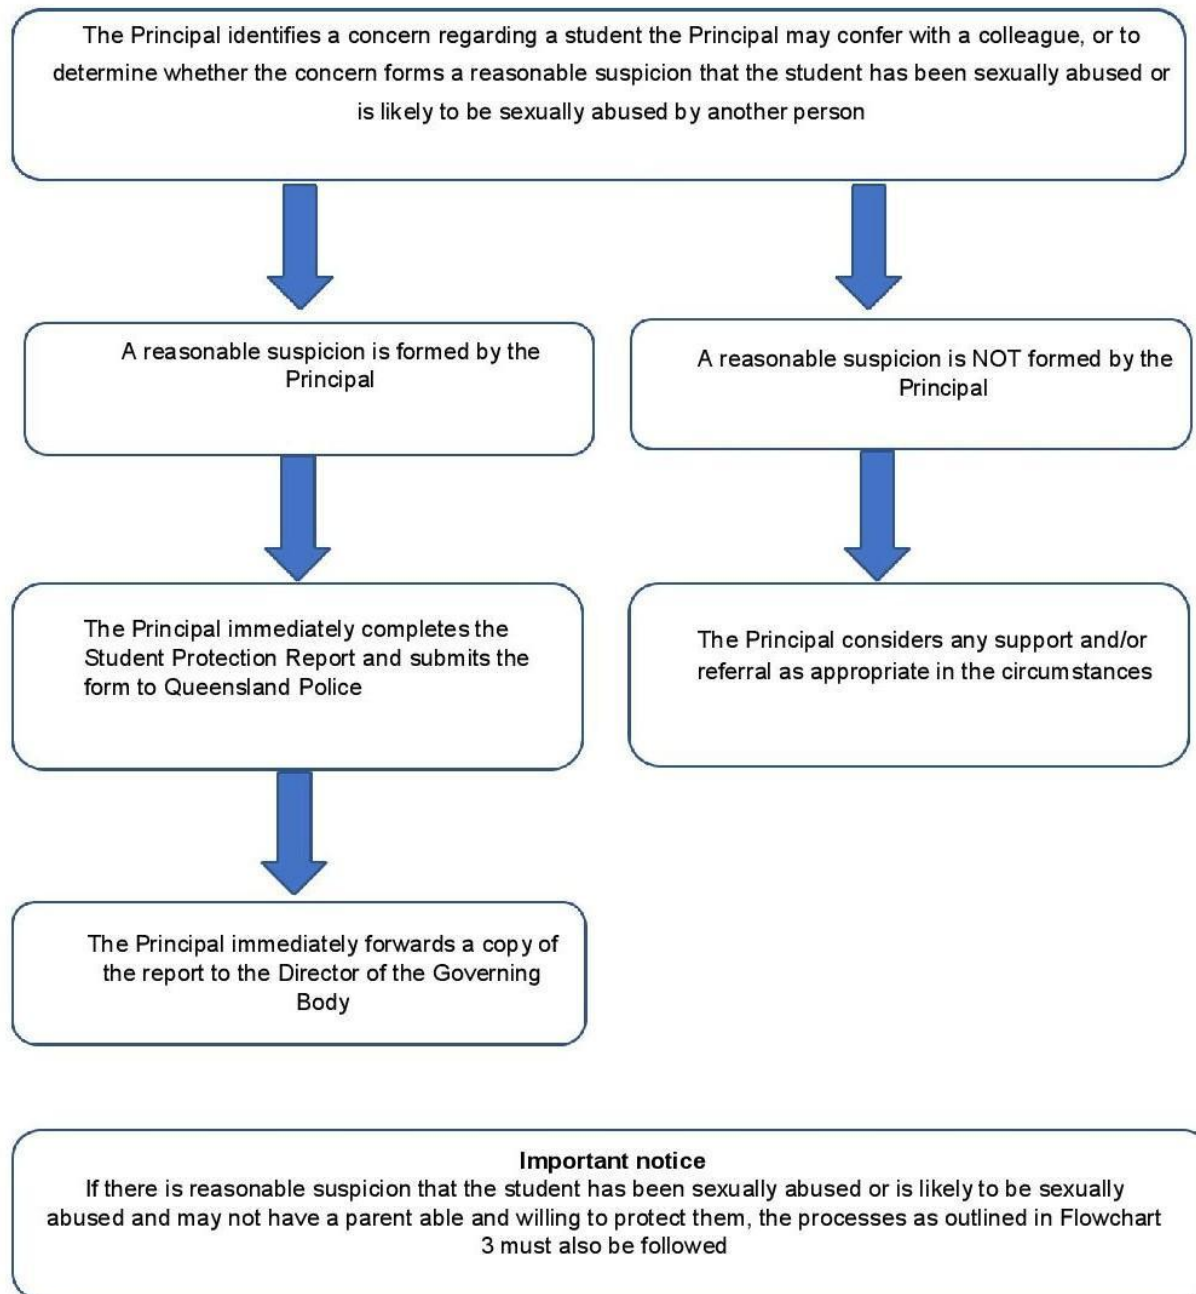 The Principal identifies a concern regarding a student the Principal may confer with a colleague, or to
determine whether the concern forms a reasonable suspicion that the student has been sexually abused or
is likely to be sexually abused by another person
A reasonable suspicion is formed by the
Principal
A reasonable suspicion is NOT formed by the
Principal
The Principal immediately completes the
Student Protection Report and submits the
form to Queensland Police
The Principal considers any support and/or
referral as appropriate in the circumstances
The Principal immediately forwards a copy of
the report to the Director of the Governing
Body
Important notice
If there is reasonable suspicion that the student has been sexually abused or is likely to be sexually
abused and may not have a parent able and willing to protect them, the processes as outlined in Flowchart
3 must also be followed